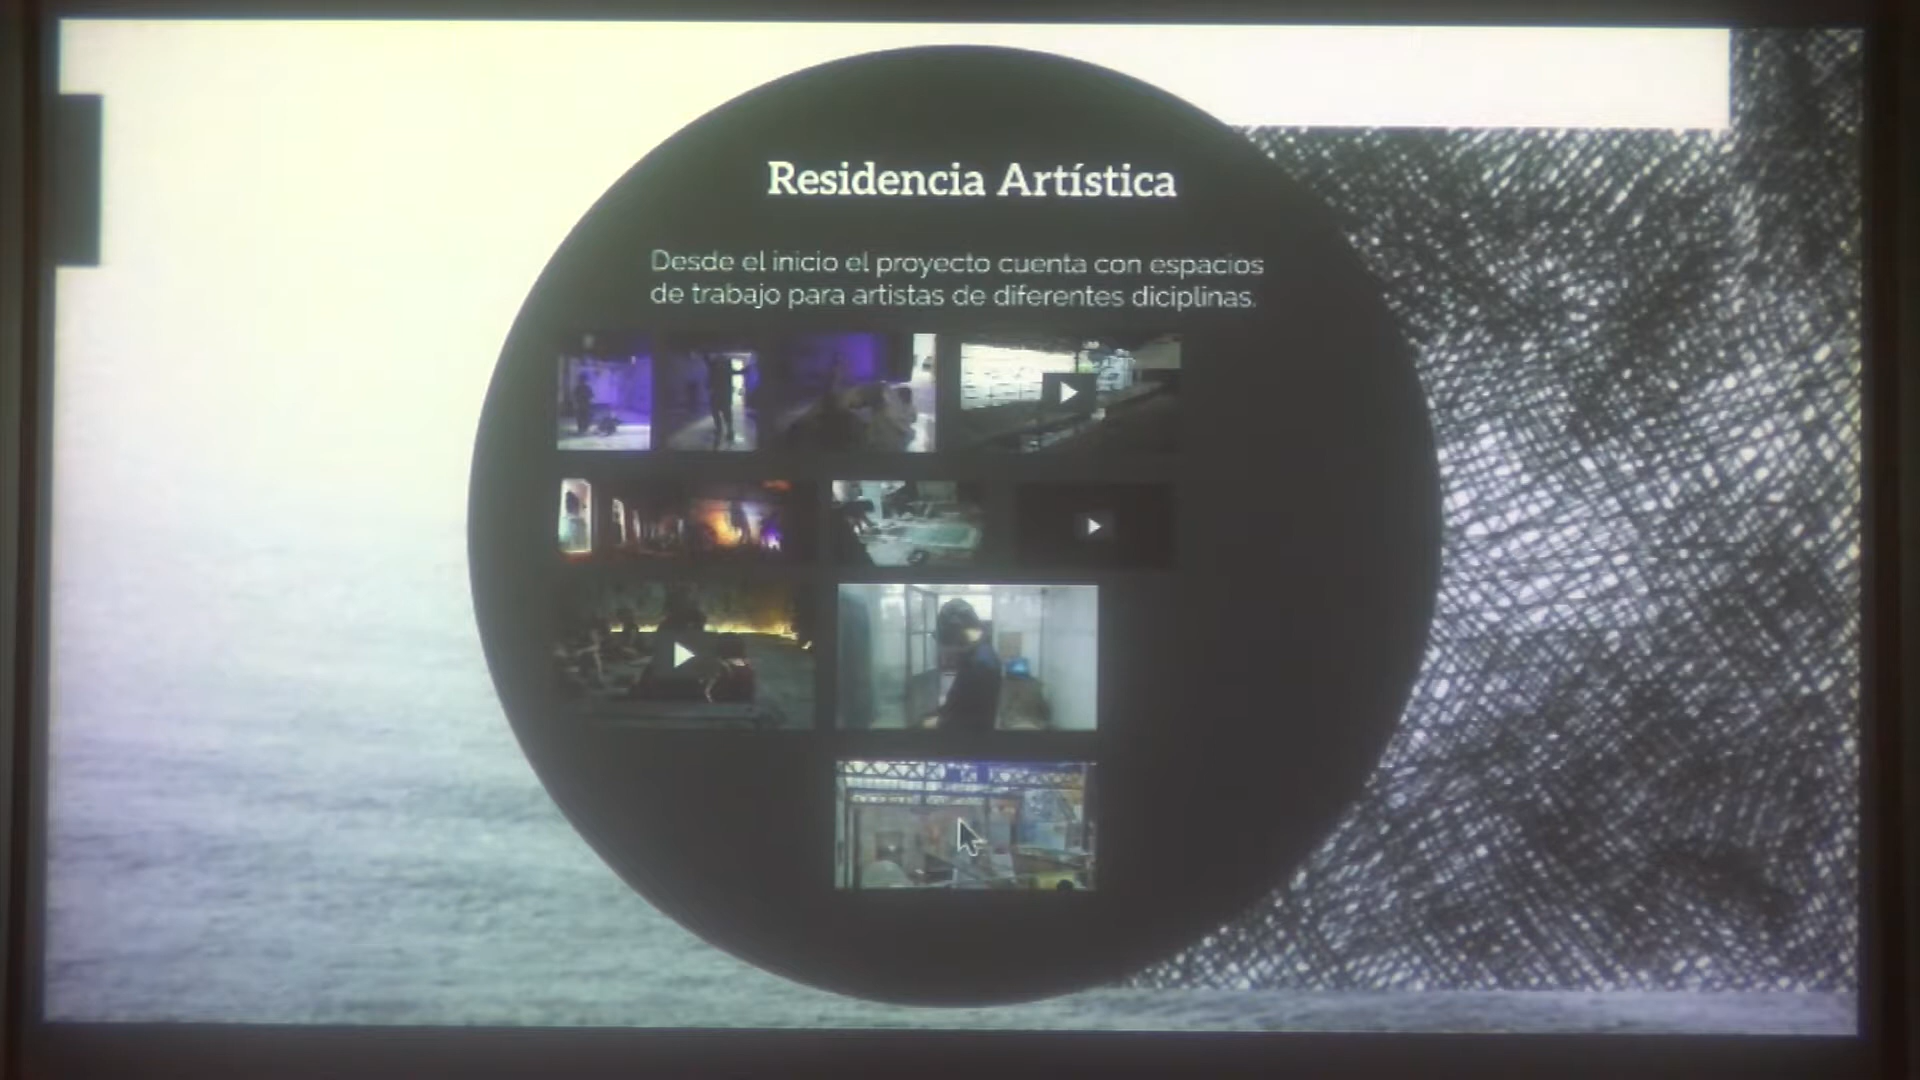 Residencia Artística
Desde el inicio el proyecto cuenta con espacios
de trabajo para artistas de diferentes diciplinas.